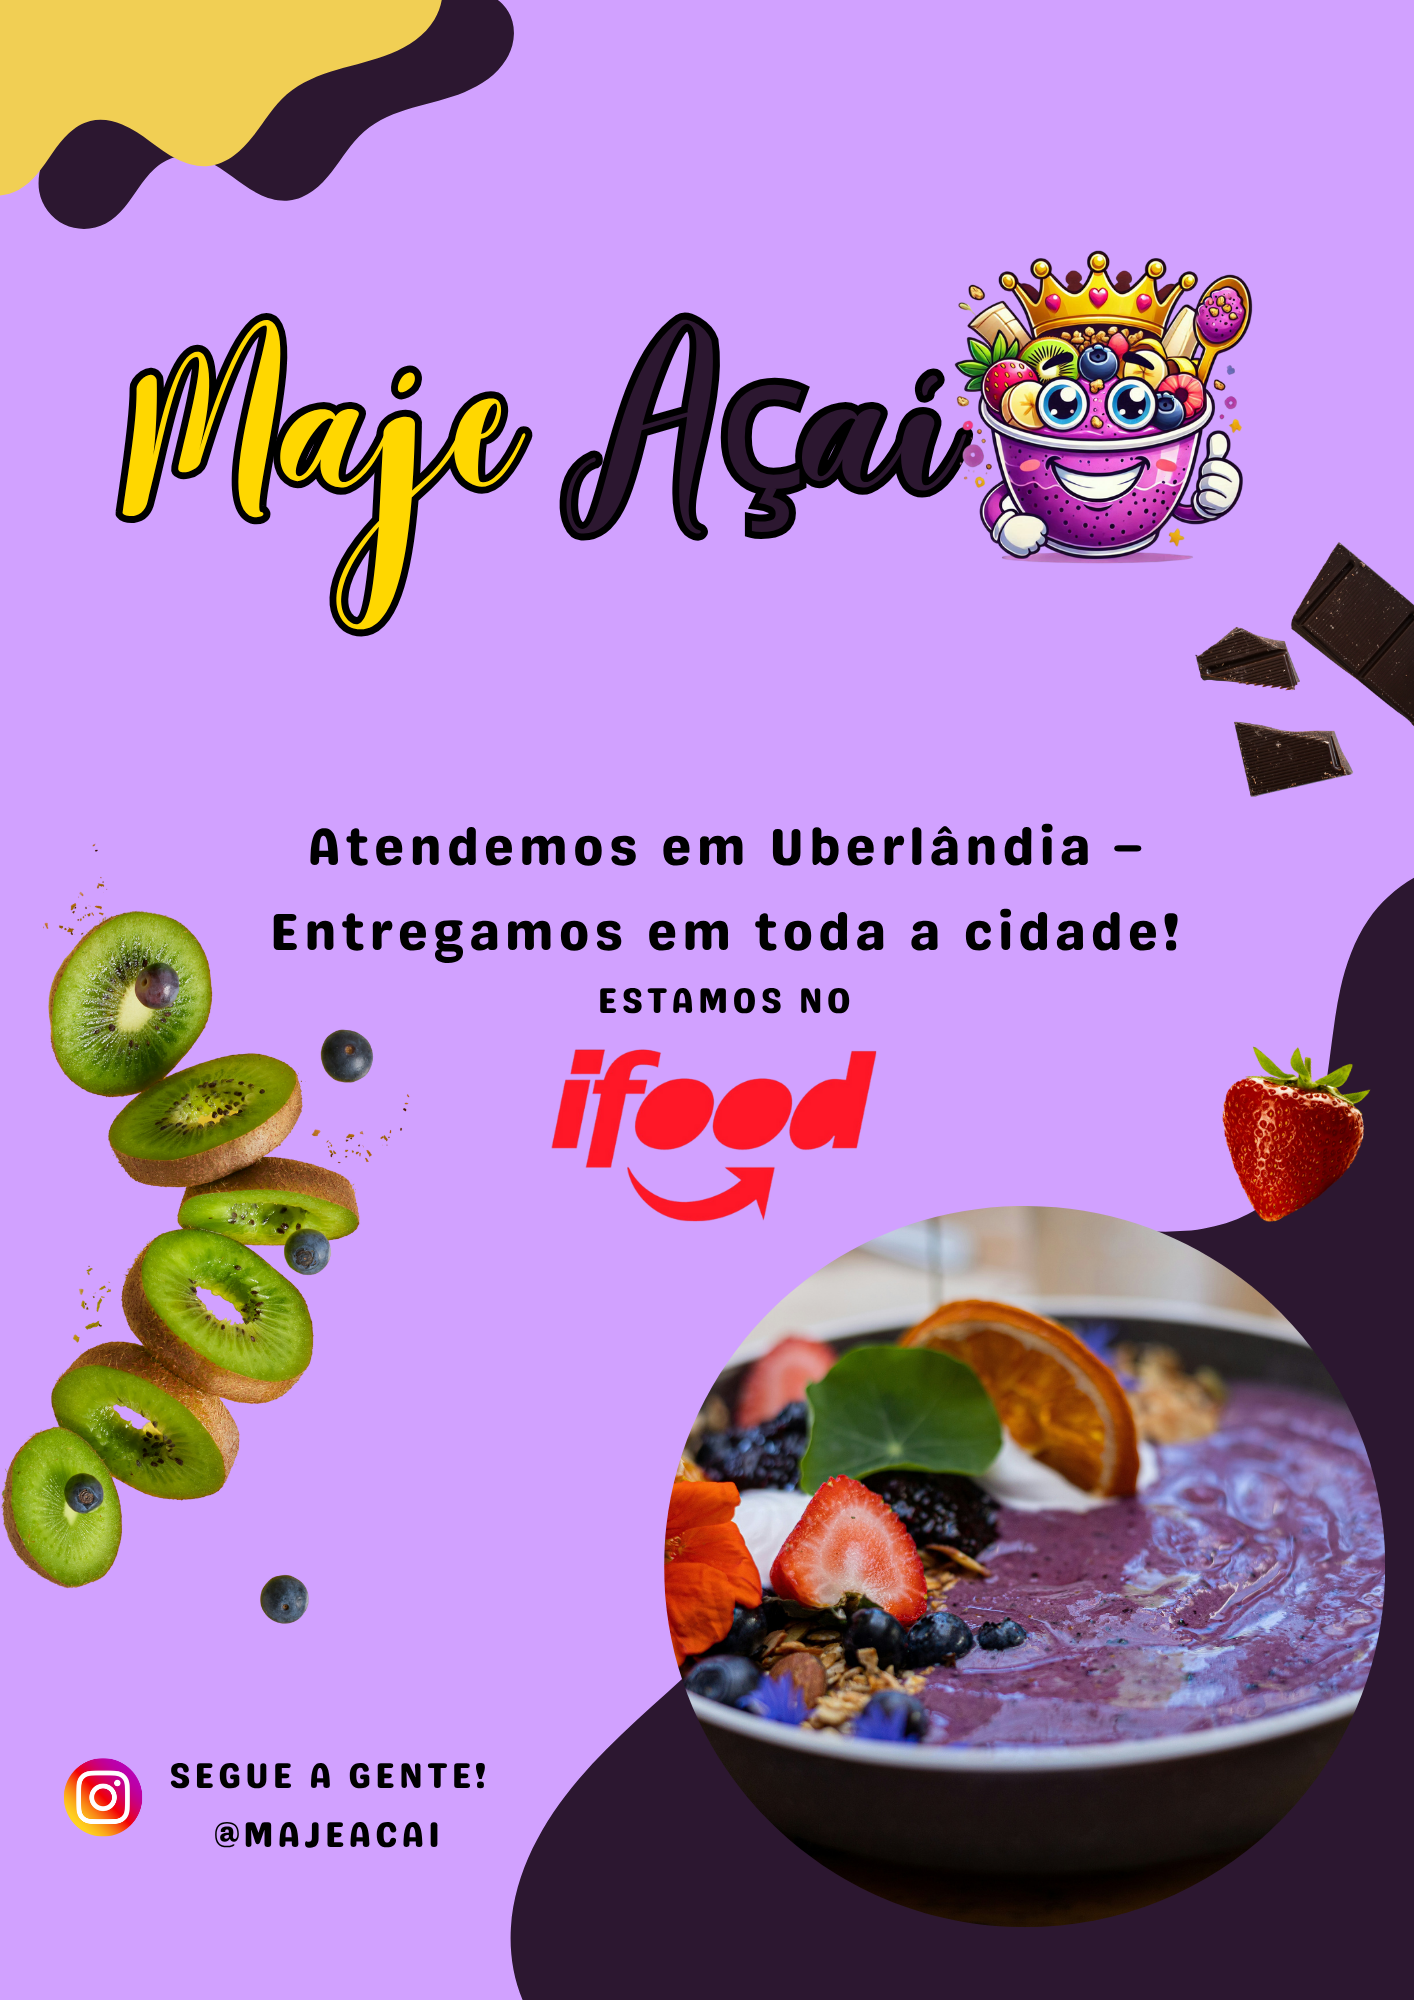 Maje Açaí
Atendemos em Uberlândia –
Entregamos em toda a cidade!
ESTAMOS NO
ifood
SEGUE A GENTE!
@MAJEACAI